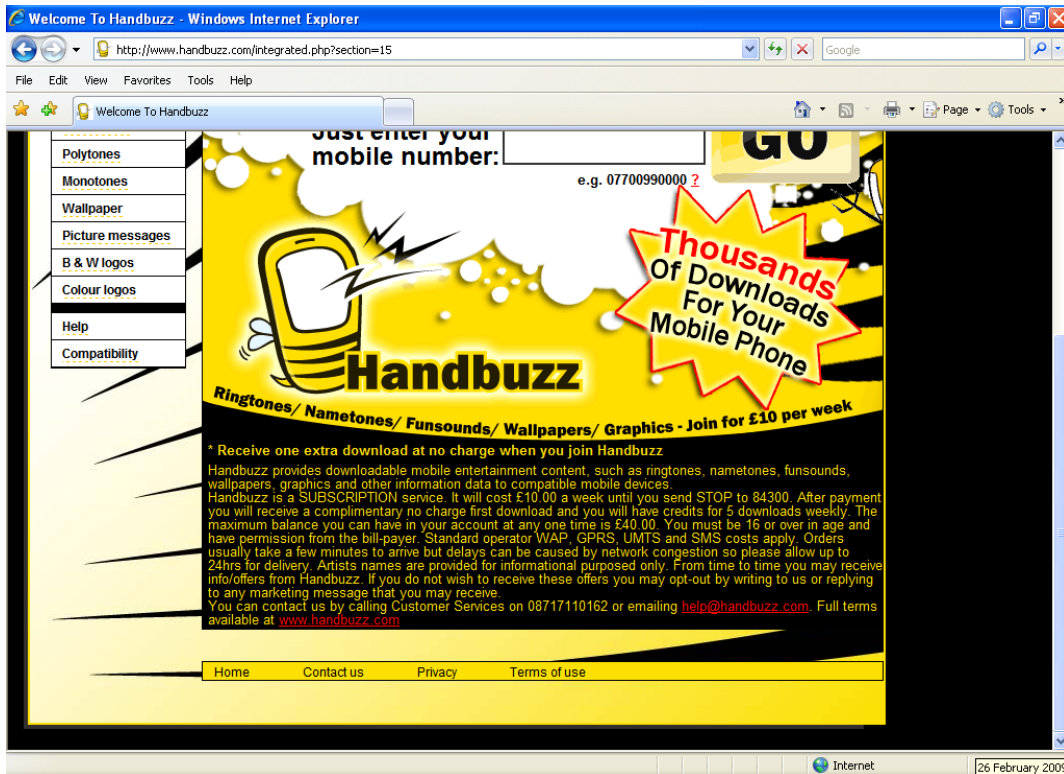 Welcome To Handbuzz - Windows Internet Explorer
http://www.handbuzz.com/integrated.php?section=15
Google
File Edit View Favorites Tools Help
Welcome To Handbuzz
Page Tools
Just enter your
mobile number:
GO
e.g. 07700990000 ?
Polytones
Monotones
Wallpaper
Picture messages
B & W logos
Colour logos
Help
Compatibility
Thousands
Of Downloads
For Your
Mobile Phone
Handbuzz
Ringtones/ Nametones/ Funsounds/ Wallpapers/ Graphics - Join for £10 per week
* Receive one extra download at no charge when you join Handbuzz
Handbuzz provides downloadable mobile entertainment content, such as ringtones, nametones, funsounds,
wallpapers, graphics and other information data to compatible mobile devices.
Handbuzz is a SUBSCRIPTION service. It will cost £10.00 a week until you send STOP to 84300. After payment
you will receive a complimentary no charge first download and you will have credits for 5 downloads weekly. The
maximum balance you can have in your account at any one time is £40.00. You must be 16 or over in age and
have permission from the bill-payer. Standard operator WAP, GPRS, UMTS and SMS costs apply. Orders
usually take a few minutes to arrive but delays can be caused by network congestion so please allow up to
24hrs for delivery. Artists names are provided for informational purposed only. From time to time you may receive
info/offers from Handbuzz. If you do not wish to receive these offers you may opt-out by writing to us or replying
to any marketing message that you may receive.
You can contact us by calling Customer Services on 08717110162 or emailing help@handbuzz.com. Full terms
available at www.handbuzz.com
Home Contact us Privacy Terms of use
Internet
26 February 2009